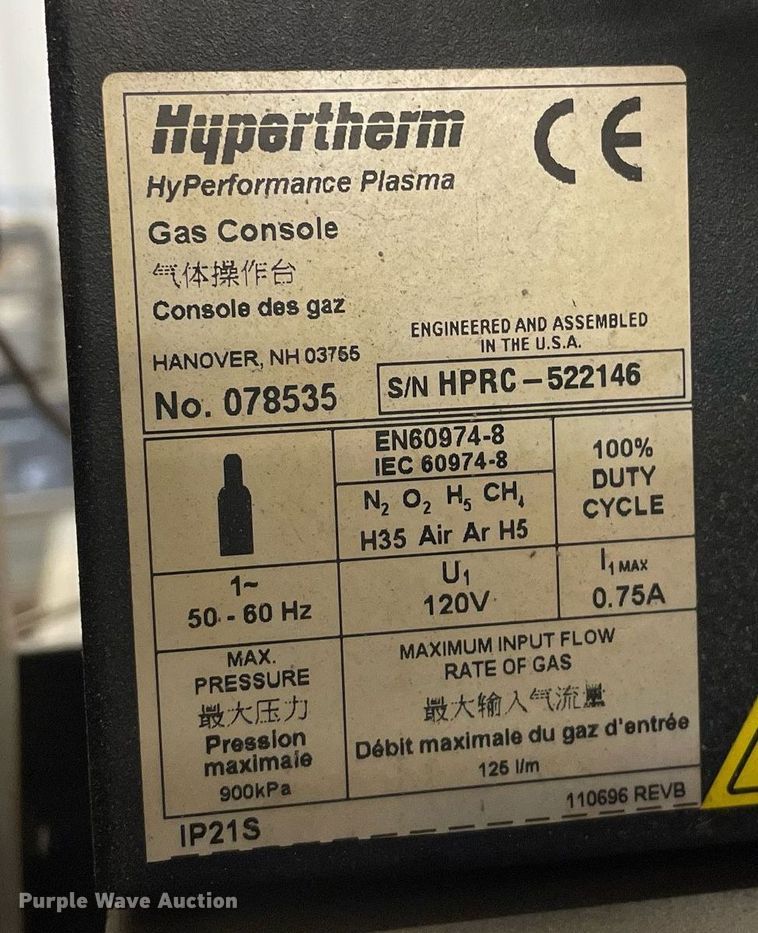 Hypertherm
CE
HyPerformance Plasma
Gas Console
气体操作台
Console des gaz
ENGINEERED AND ASSEMBLED
IN THE U.S.A.
HANOVER, NH 03755
No. 078535
S/N HPRC-522146
EN60974-8
IEC 60974-8
N₂ O₂ H₅ CH₄
H35 Air Ar H5
100%
DUTY
CYCLE
1~
50 - 60 Hz
U₁
120V
I₁ MAX
0.75A
MAX.
PRESSURE
最大压力
Pression
maximale
900kPa
MAXIMUM INPUT FLOW
RATE OF GAS
最大输入气流量
Débit maximale du gaz d'entrée
125 l/m
110696 REVB
IP21S
Purple Wave Auction